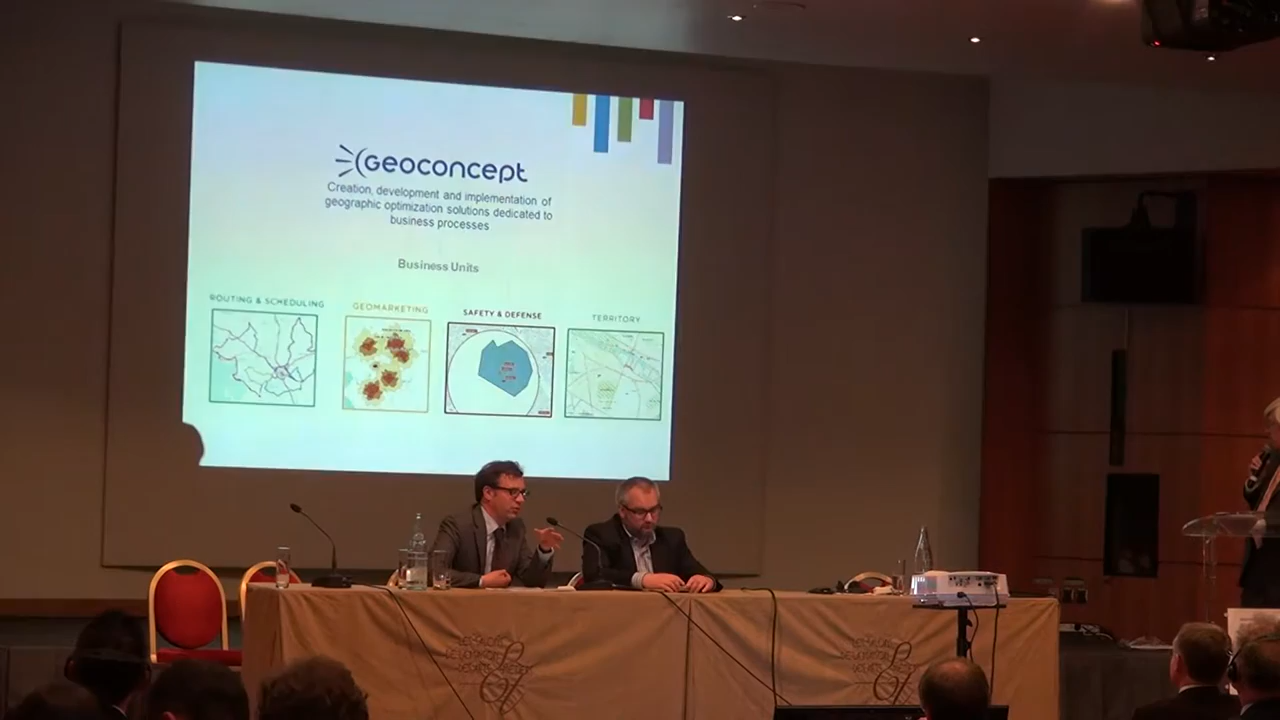 GEOCONCEPT
Creation, development and implementation of
geographic optimization solutions dedicated to
business processes
Business Units
ROUTING & SCHEDULING
GEOMARKETING
SAFETY & DEFENSE
TERRITORY